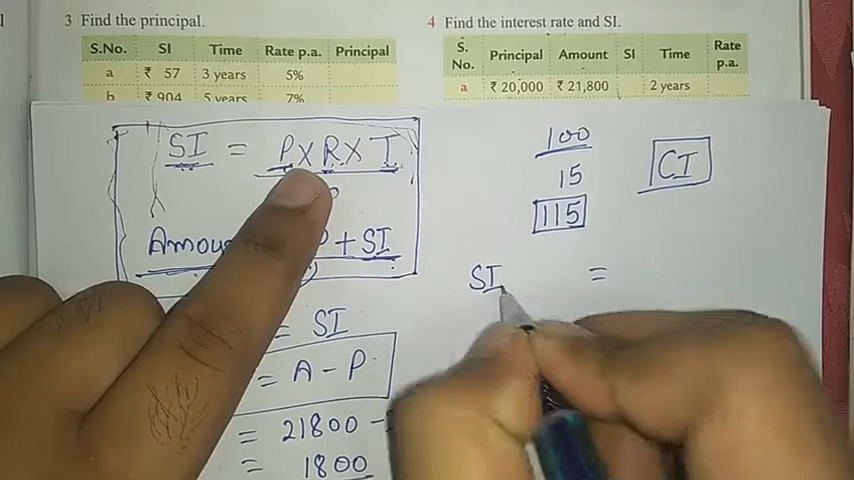 3 Find the principal.
S.No. SI Time Rate p.a. Principal
a ₹ 57 3 years 5%
b ₹ 904 5 years 7%
4 Find the interest rate and SI.
S. No. Principal Amount SI Time Rate p.a.
a ₹ 20,000 ₹ 21,800 2 years
SI = P X R X T
+ SI
= SI
= A - P
= 21800 -
= 1800
100
15
115
CI
SI =